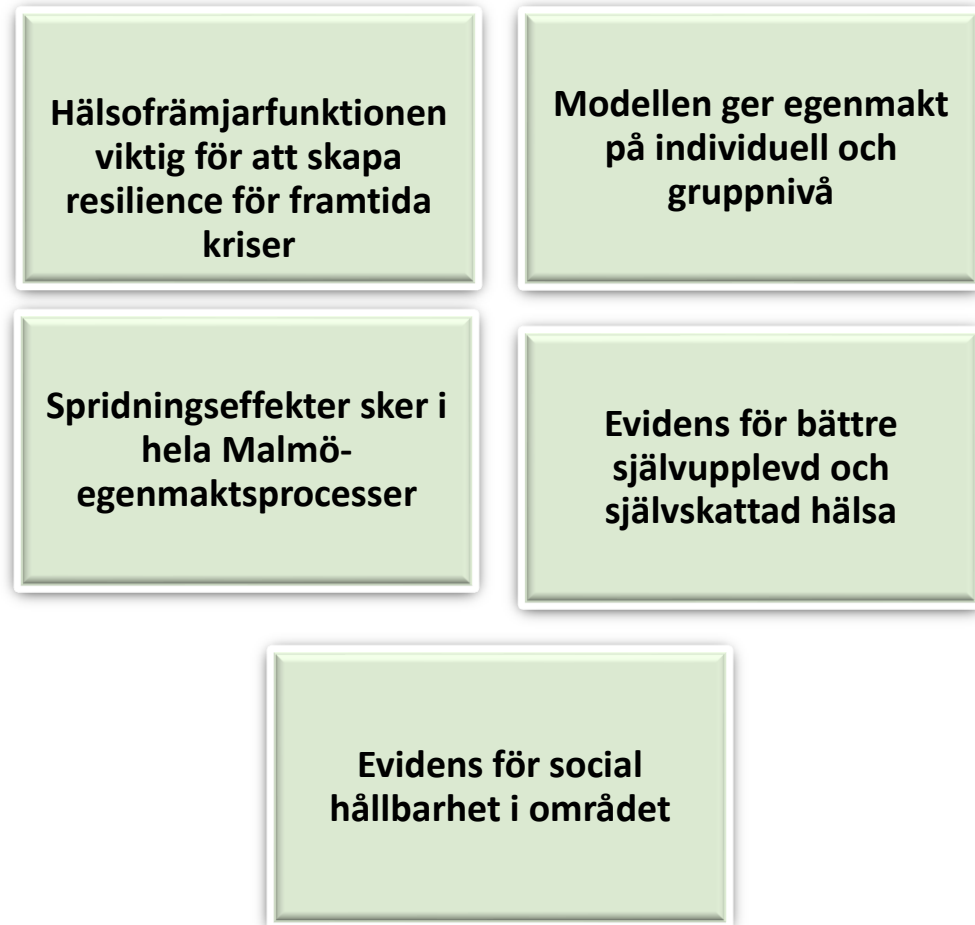 Hälsofrämjarfunktionen
viktig för att skapa
resilience för framtida
kriser
Modellen ger egenmakt
på individuell och
gruppnivå
Spridningseffekter sker i
hela Malmö-
egenmaktsprocesser
Evidens för bättre
självupplevd och
självskattad hälsa
Evidens för social
hållbarhet i området